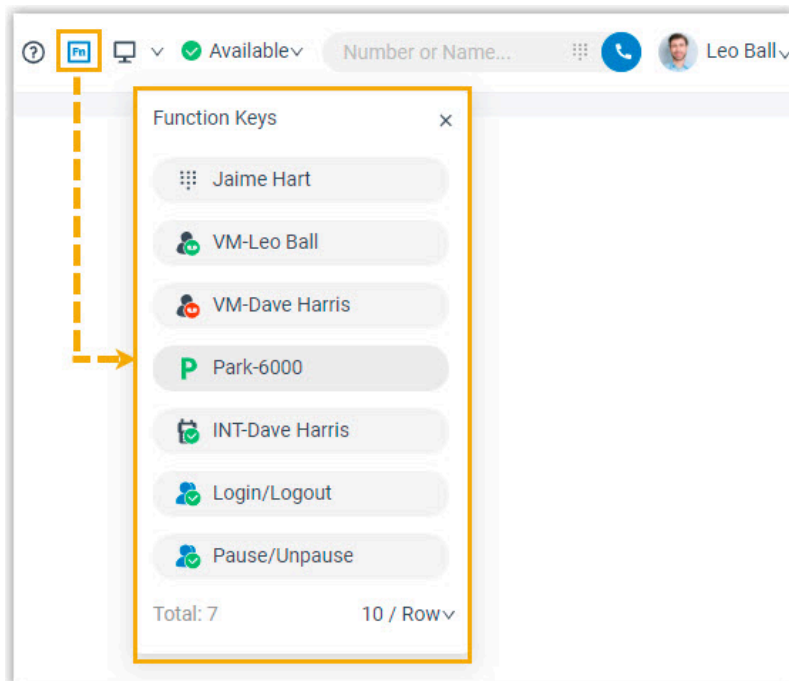 ? Fn Available Number or Name... Leo Ball
Function Keys
Jaime Hart
VM-Leo Ball
VM-Dave Harris
P Park-6000
INT-Dave Harris
Login/Logout
Pause/Unpause
Total: 7 10 / Row